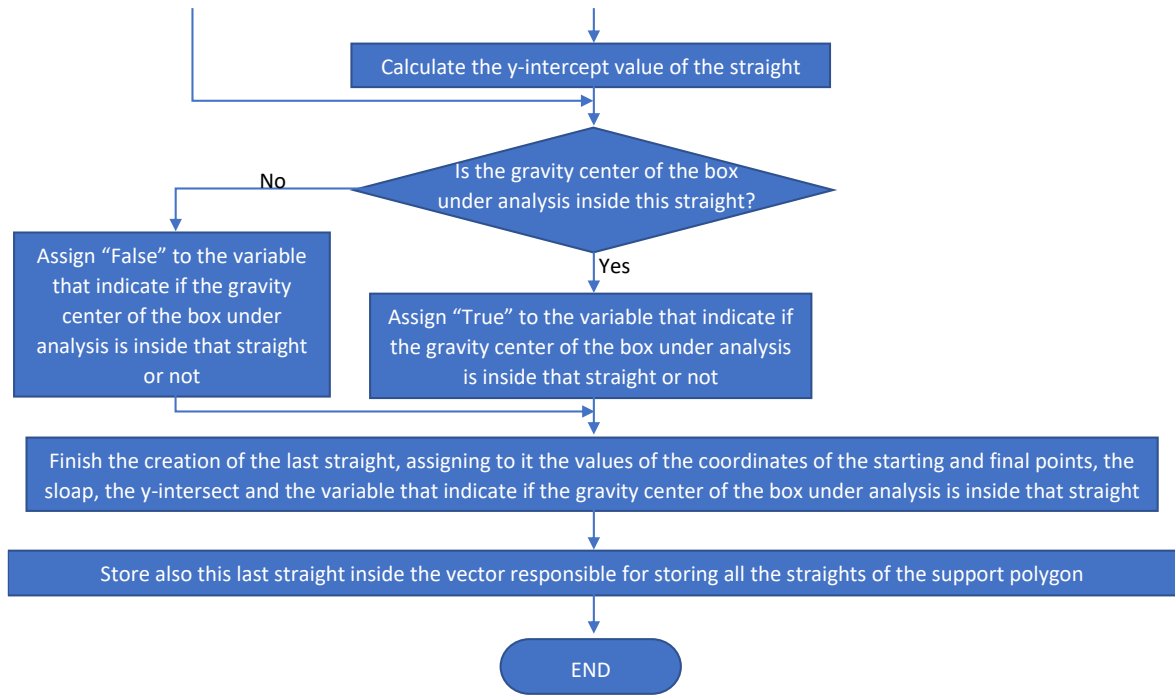 Calculate the y-intercept value of the straight
Is the gravity center of the box
under analysis inside this straight?
No
Assign “False” to the variable
that indicate if the gravity
center of the box under
analysis is inside that straight
or not
Yes
Assign “True” to the variable that indicate if
the gravity center of the box under analysis
is inside that straight or not
Finish the creation of the last straight, assigning to it the values of the coordinates of the starting and final points, the
sloap, the y-intersect and the variable that indicate if the gravity center of the box under analysis is inside that straight
Store also this last straight inside the vector responsible for storing all the straights of the support polygon
END